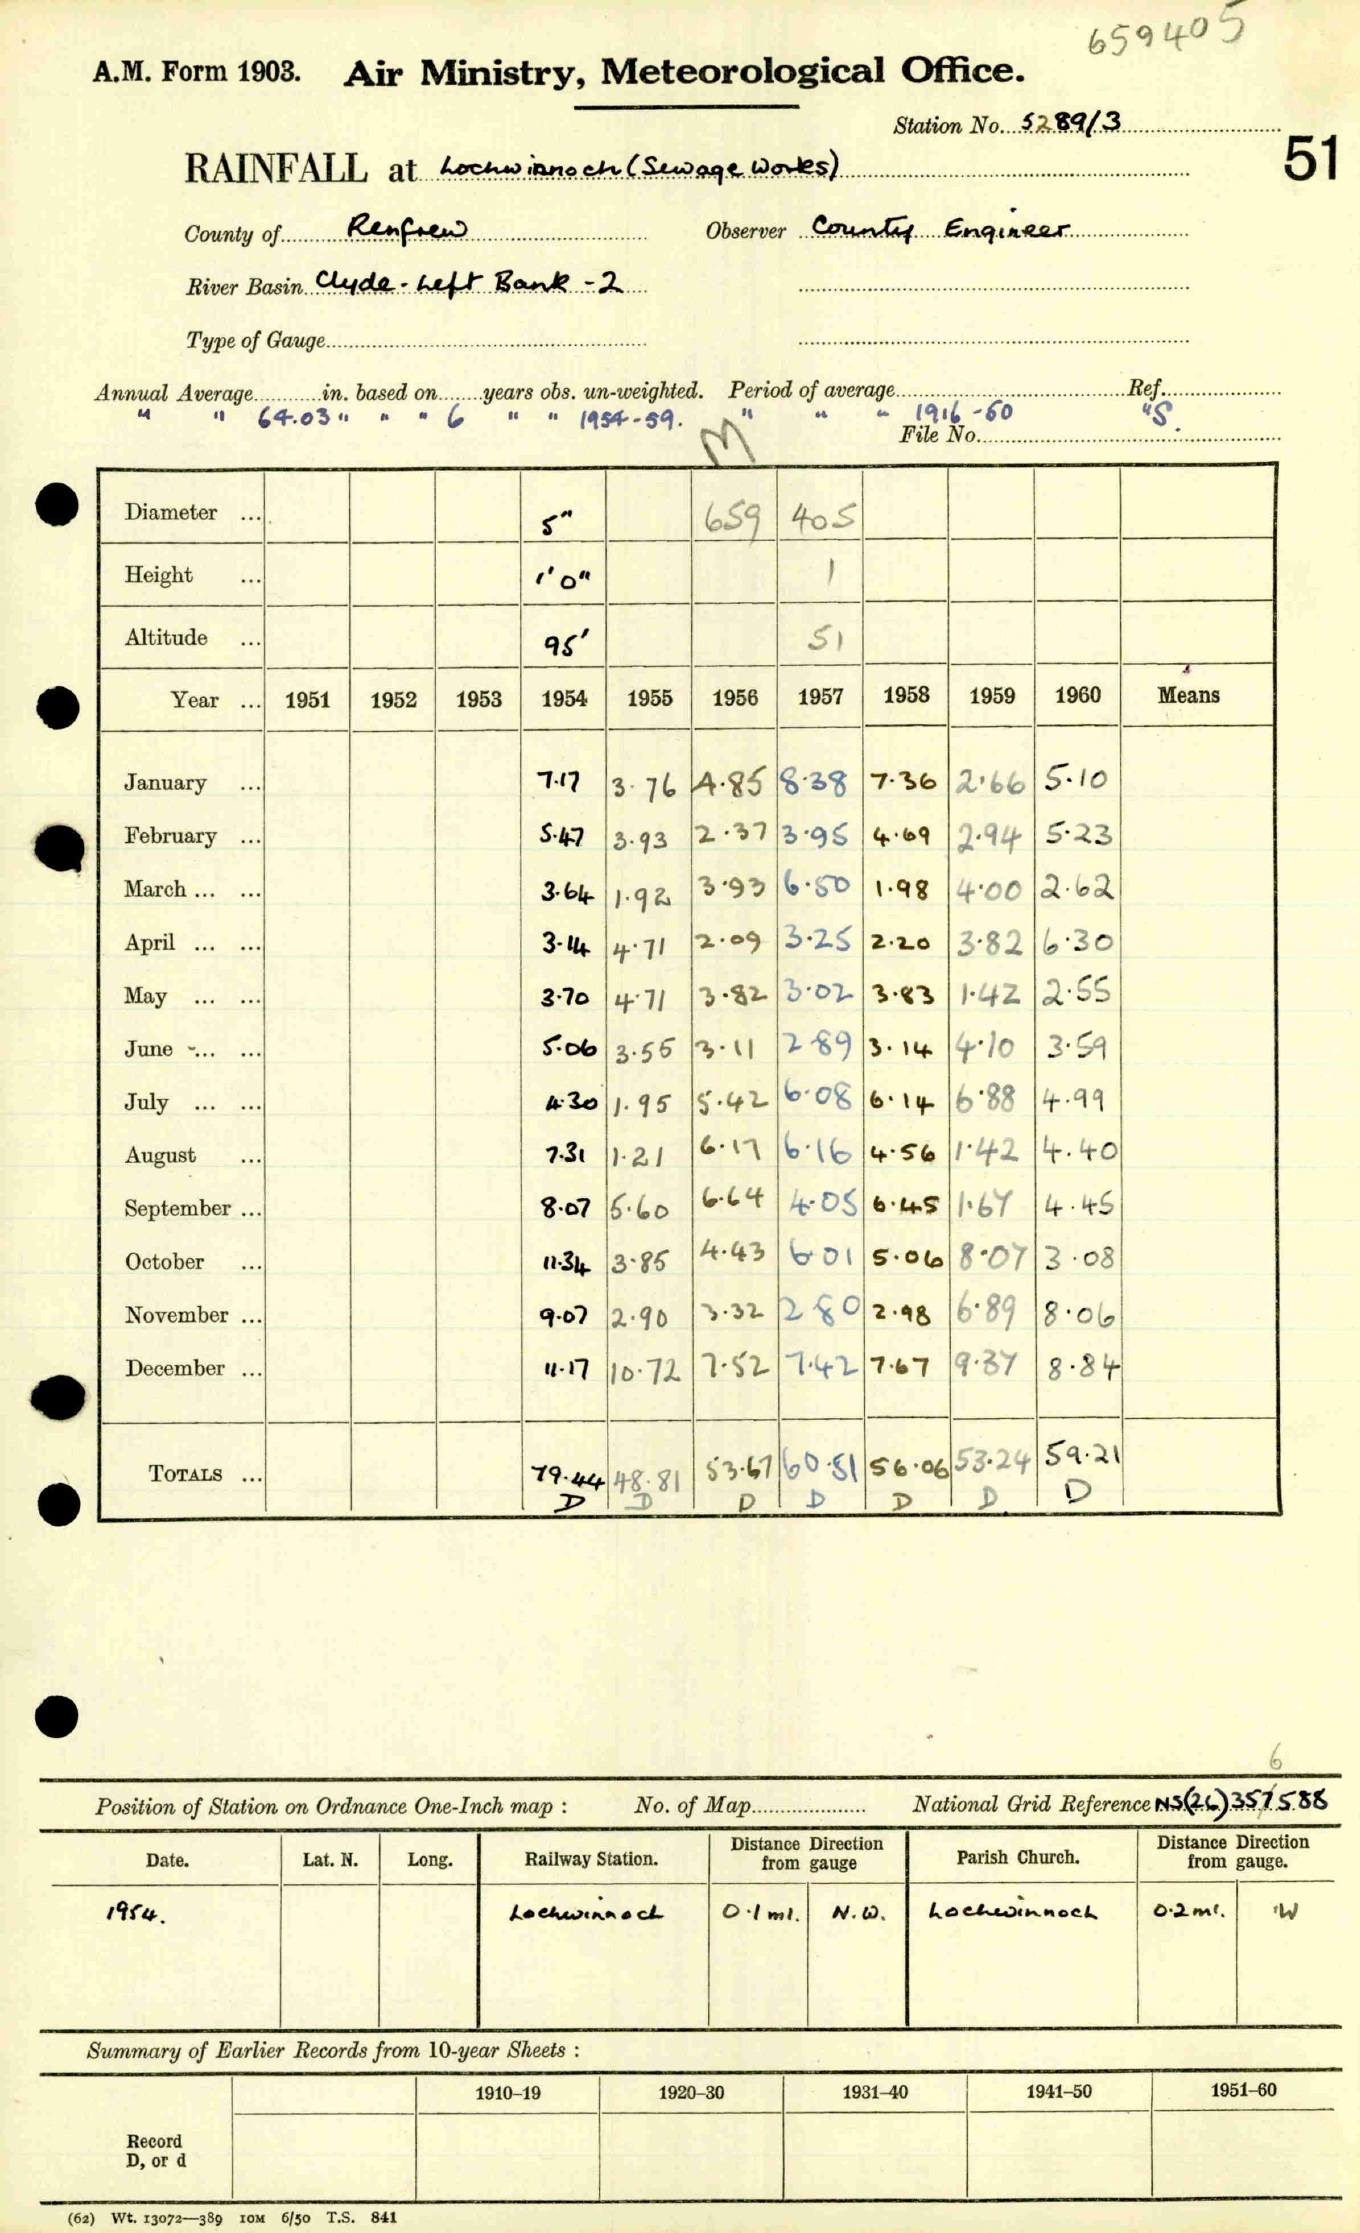 659405
A.M. Form 1903. Air Ministry, Meteorological Office.
Station No. 5289/3
51
RAINFALL at Lochwinnoch (Sewage Works)
County of Renfrew Observer County Engineer
River Basin Clyde-Left Bank-2
Type of Gauge
Annual Average in. based on years obs. un-weighted. Period of average Ref.
" " 64.03 " " " 6 " " 1954-59. " " " 1916-50 "S.
File No.
M
Diameter ... 5" 659 405
Height ... 1'0" 1
Altitude ... 95' 51
Year ... 1951 1952 1953 1954 1955 1956 1957 1958 1959 1960 Means
January ... 7.17 3.76 4.85 8.38 7.36 2.66 5.10
February ... 5.47 3.93 2.37 3.95 4.69 2.94 5.23
March ... ... 3.64 1.92 3.93 6.50 1.98 4.00 2.62
April ... ... 3.14 4.71 2.09 3.25 2.20 3.82 6.30
May ... ... 3.70 4.71 3.82 3.02 3.83 1.42 2.55
June ... ... 5.06 3.55 3.11 2.89 3.14 4.10 3.59
July ... ... 4.30 1.95 5.42 6.08 6.14 6.88 4.99
August ... 7.31 1.21 6.17 6.16 4.56 1.42 4.40
September ... 8.07 5.60 6.64 4.05 6.45 1.67 4.45
October ... 11.34 3.85 4.43 6.01 5.06 8.07 3.08
November ... 9.07 2.90 3.32 2.80 2.98 6.89 8.06
December ... 11.17 10.72 7.52 7.42 7.67 9.37 8.84
TOTALS ... 79.44 48.81 53.67 60.51 56.06 53.24 59.21
D D D D D D D
6
Position of Station on Ordnance One-Inch map : No. of Map National Grid Reference NS(26)357588
Date. Lat. N. Long. Railway Station. Distance Direction from gauge Parish Church. Distance Direction from gauge.
1954. Lochwinnoch 0.1 ml. N.W. Lochwinnoch 0.2 ml. W
Summary of Earlier Records from 10-year Sheets :
1910–19 1920–30 1931–40 1941–50 1951–60
Record
D, or d
(62) Wt. 13072—389 10M 6/50 T.S. 841